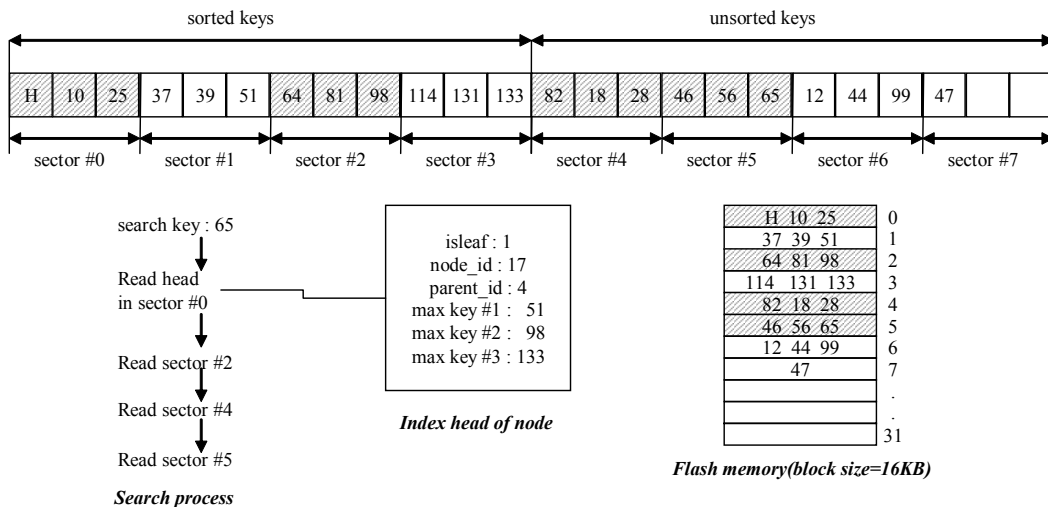 sorted keys unsorted keys
H 10 25 37 39 51 64 81 98 114 131 133 82 18 28 46 56 65 12 44 99 47
sector #0 sector #1 sector #2 sector #3 sector #4 sector #5 sector #6 sector #7
search key : 65
Read head
in sector #0
Read sector #2
Read sector #4
Read sector #5
Search process
isleaf : 1
node_id : 17
parent_id : 4
max key #1 : 51
max key #2 : 98
max key #3 : 133
Index head of node
H 10 25 0
37 39 51 1
64 81 98 2
114 131 133 3
82 18 28 4
46 56 65 5
12 44 99 6
47 7
.
.
31
Flash memory(block size=16KB)